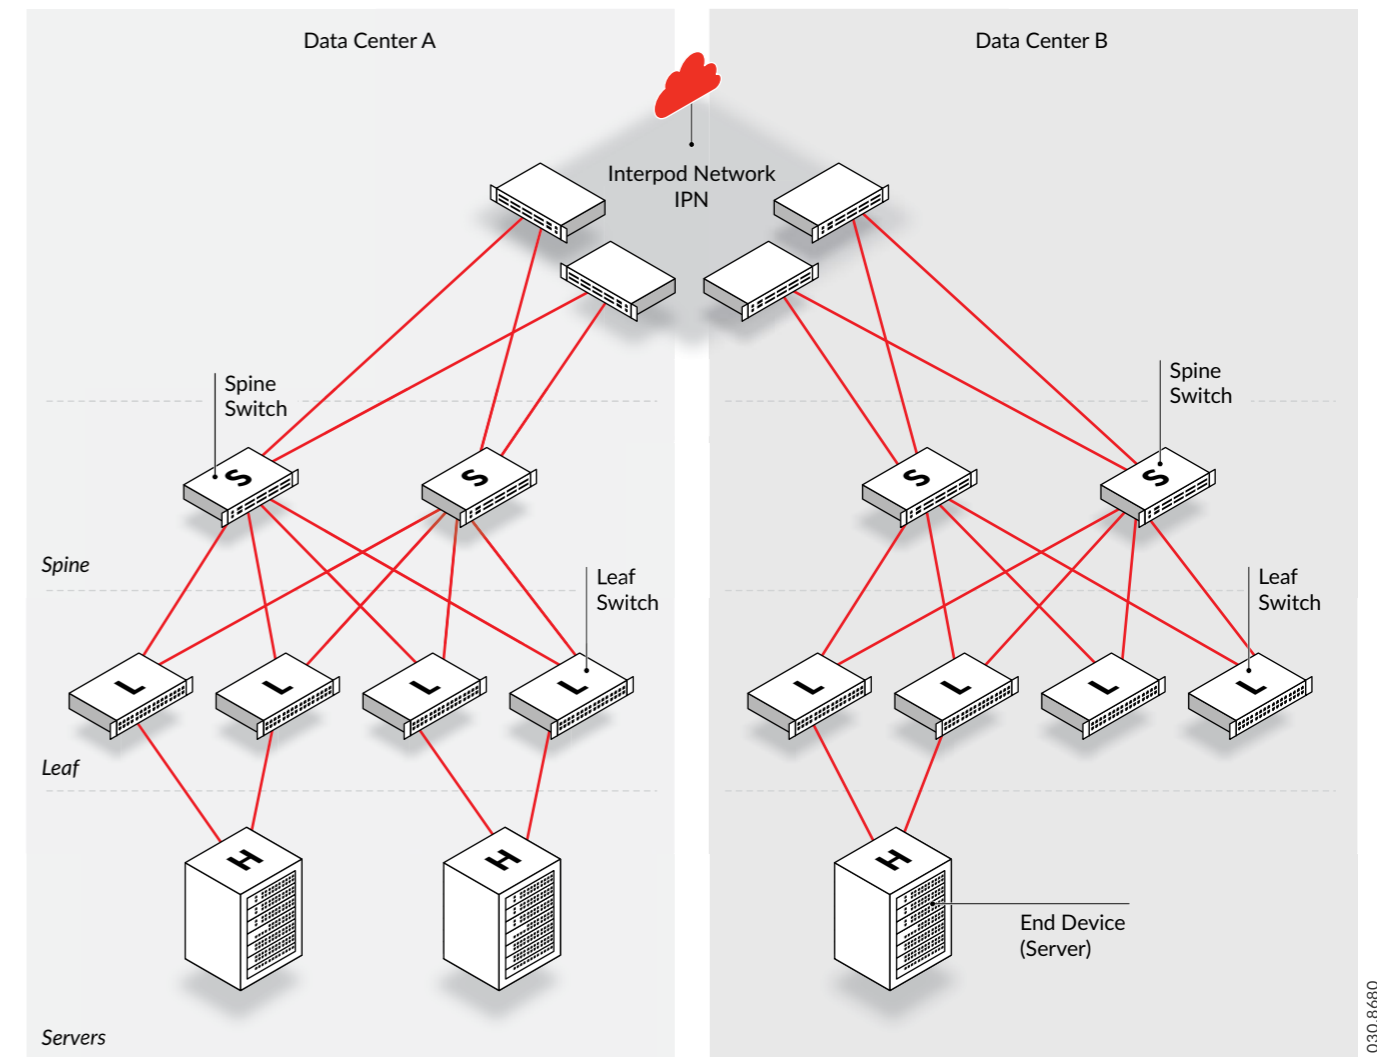 Data Center A
Data Center B
Interpod Network
IPN
Spine
Switch
Spine
Switch
S
S
S
S
Spine
Leaf
Switch
Leaf
Switch
L
L
L
L
L
L
L
L
Leaf
H
H
H
End Device
(Server)
Servers
030.8680